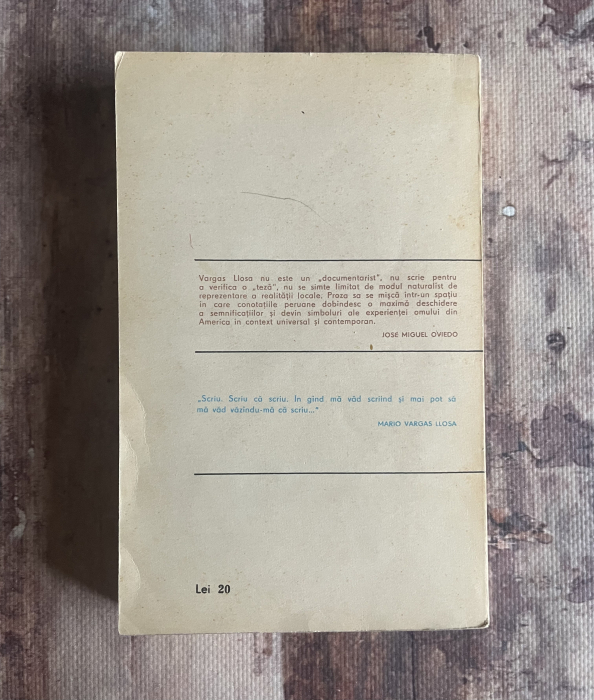 Vargas Llosa nu este un „documentarist", nu scrie pentru
a verifica o „teză", nu se simte limitat de modul naturalist de
reprezentare a realității locale. Proza sa se mișcă într-un spațiu
în care conotațiile peruane dobîndesc o maximă deschidere
a semnificațiilor și devin simboluri ale experienței omului din
America în context universal și contemporan.
JOSE MIGUEL OVIEDO
„Scriu. Scriu că scriu. În gînd mă văd scriind și mai pot să
mă văd văzîndu-mă că scriu..."
MARIO VARGAS LLOSA
Lei 20